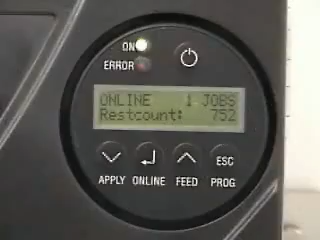 ON
ERROR
ONLINE 1 JOBS
Restcount: 752
ESC
APPLY ONLINE FEED PROG